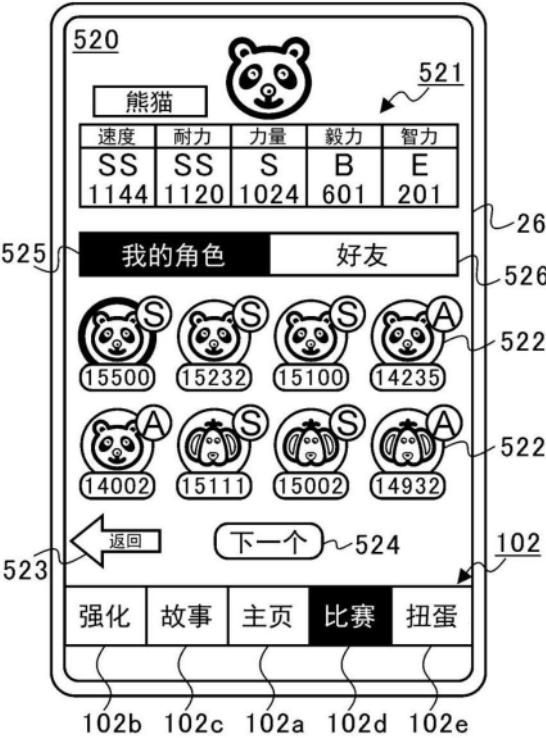 520
521
熊猫
速度 耐力 力量 毅力 智力
SS SS S B E
1144 1120 1024 601 201
26
525 我的角色 好友 526
S S S A
15500 15232 15100 14235 522
A S S A
14002 15111 15002 14932 522
返回 下一个 524 102
523
强化 故事 主页 比赛 扭蛋
102b 102c 102a 102d 102e